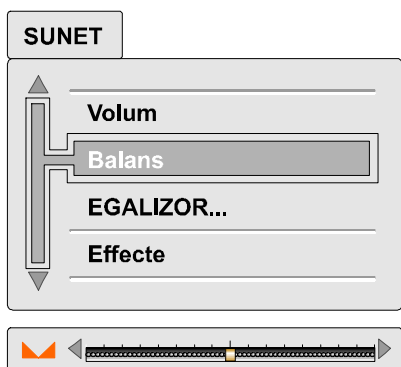 SUNET
Volum
Balans
EGALIZOR...
Effecte